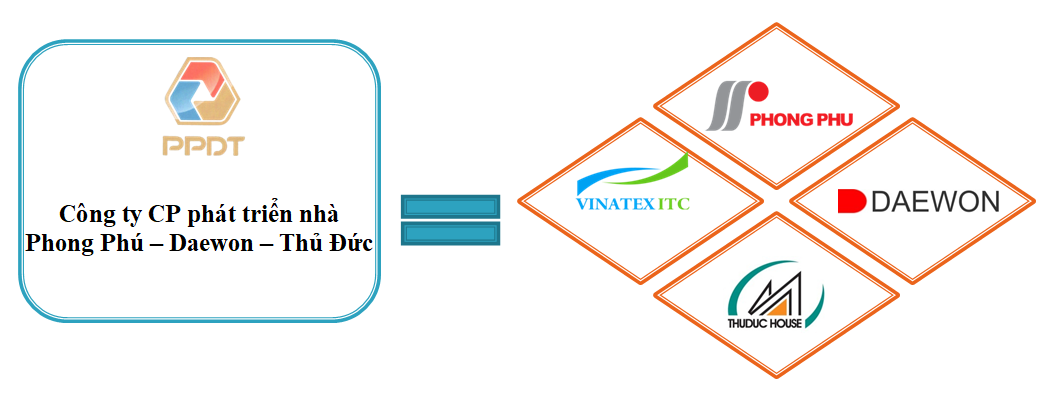 PPDT
Công ty CP phát triển nhà
Phong Phú – Daewon – Thủ Đức
PHONG PHU
VINATEX ITC
DAEWON
THUDUC HOUSE